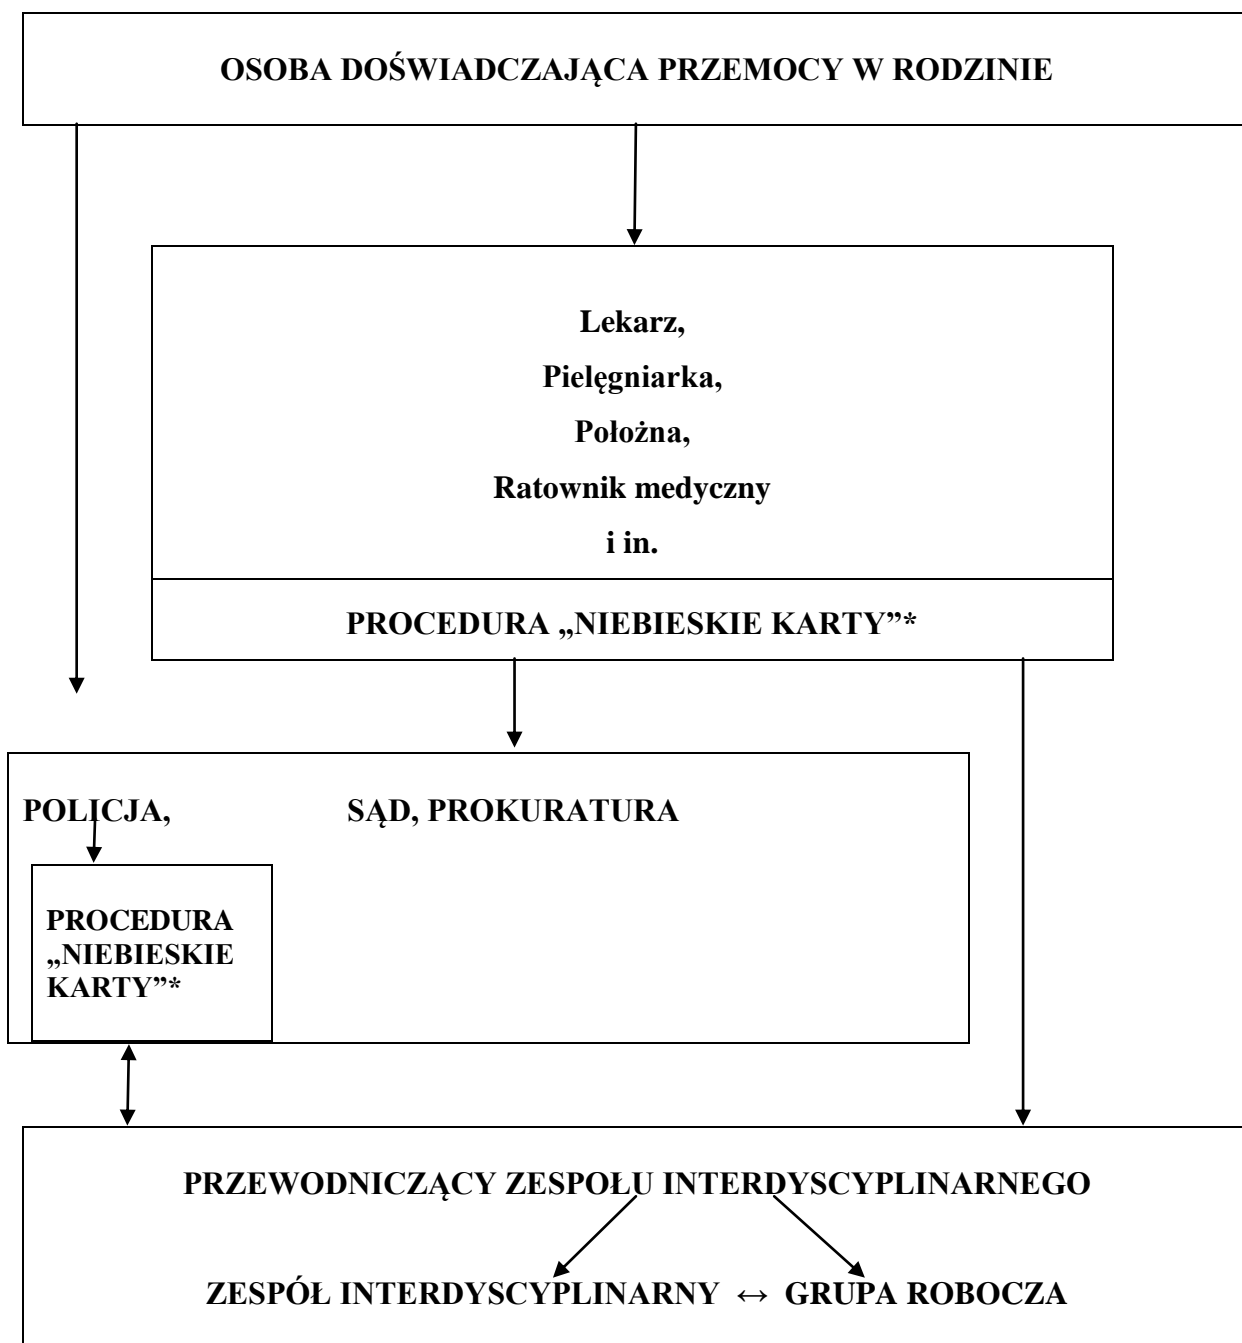 OSOBA DOŚWIADCZAJĄCA PRZEMOCY W RODZINIE
Lekarz,
Pielęgniarka,
Położna,
Ratownik medyczny
i in.
PROCEDURA „NIEBIESKIE KARTY”*
POLICJA, SĄD, PROKURATURA
PROCEDURA
„NIEBIESKIE
KARTY”*
PRZEWODNICZĄCY ZESPOŁU INTERDYSCYPLINARNEGO
ZESPÓŁ INTERDYSCYPLINARNY ↔ GRUPA ROBOCZA